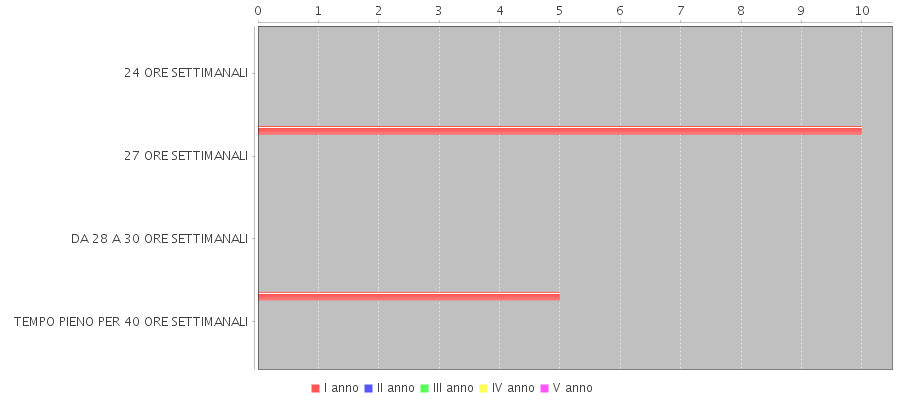 0 1 2 3 4 5 6 7 8 9 10
24 ORE SETTIMANALI
27 ORE SETTIMANALI
DA 28 A 30 ORE SETTIMANALI
TEMPO PIENO PER 40 ORE SETTIMANALI
I anno II anno III anno IV anno V anno